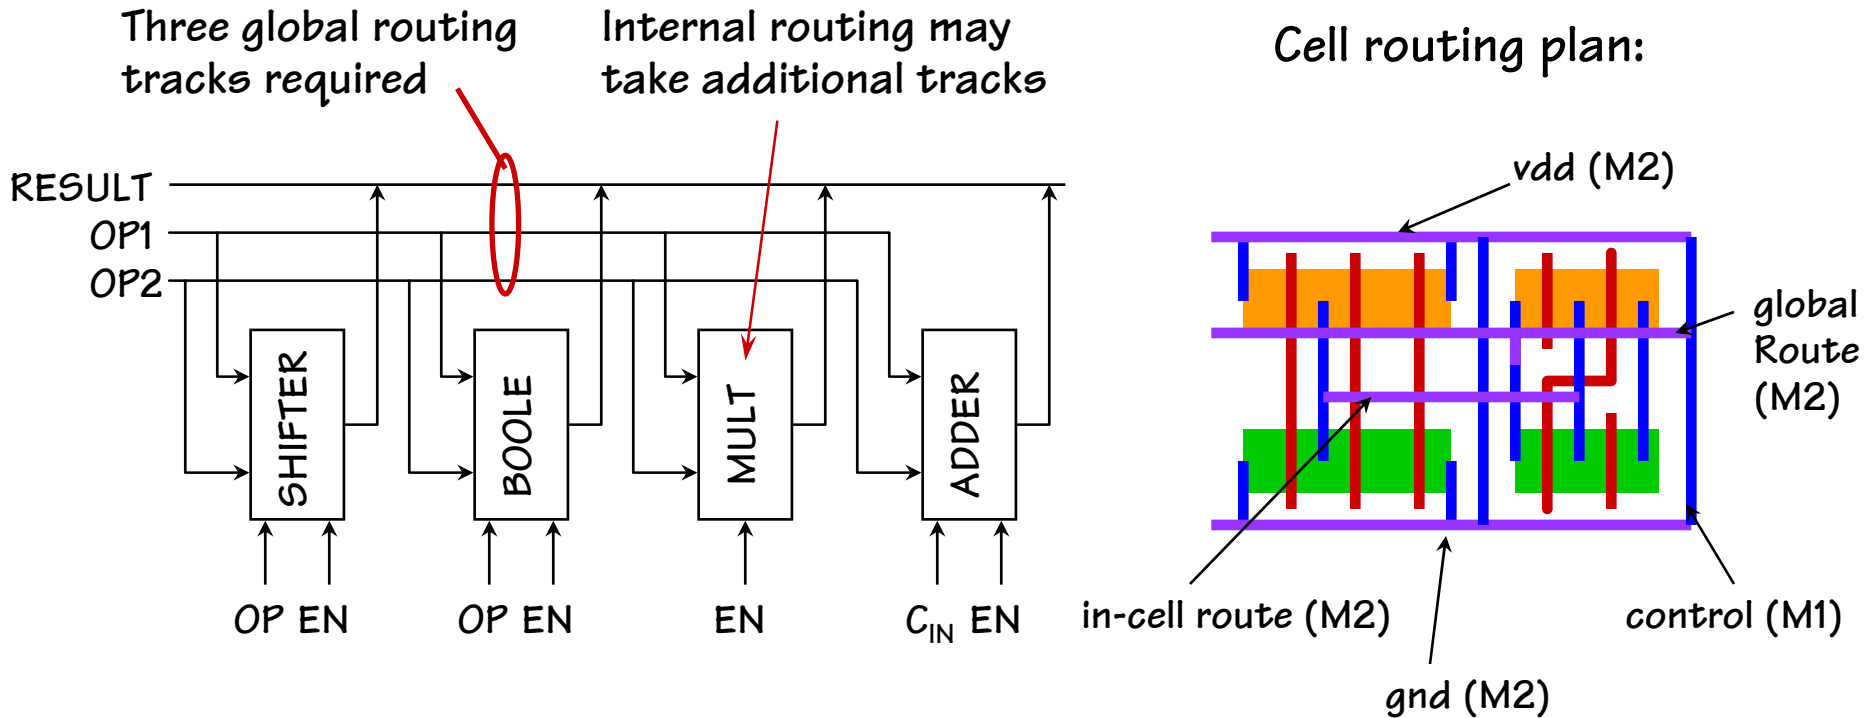 Three global routing
tracks required
Internal routing may
take additional tracks
Cell routing plan:
RESULT
OP1
OP2
SHIFTER
BOOLE
MULT
ADDER
OP EN
OP EN
EN
CIN EN
vdd (M2)
global
Route
(M2)
in-cell route (M2)
control (M1)
gnd (M2)